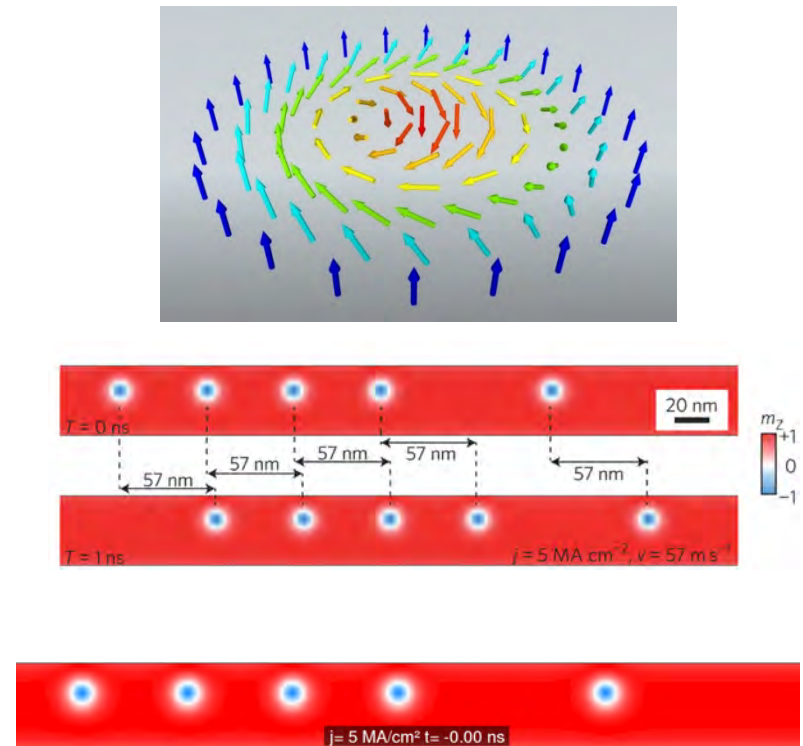 T = 0 ns
20 nm
m_z
+1
0
−1
57 nm
57 nm
57 nm
57 nm
57 nm
T = 1 ns
j = 5 MA cm⁻², v = 57 m s⁻¹
j= 5 MA/cm² t= -0.00 ns